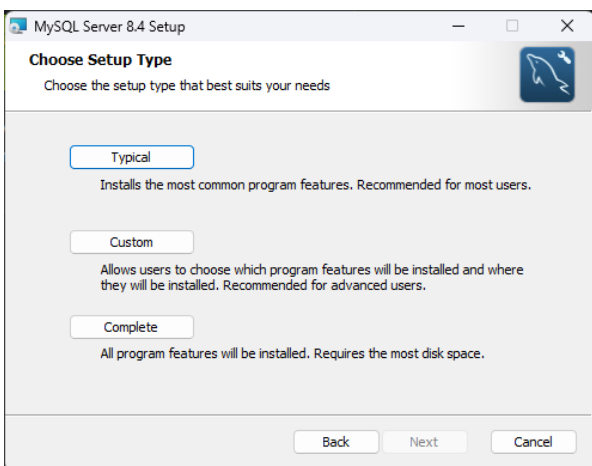 MySQL Server 8.4 Setup
Choose Setup Type
Choose the setup type that best suits your needs
Typical
Installs the most common program features. Recommended for most users.
Custom
Allows users to choose which program features will be installed and where
they will be installed. Recommended for advanced users.
Complete
All program features will be installed. Requires the most disk space.
Back Next Cancel